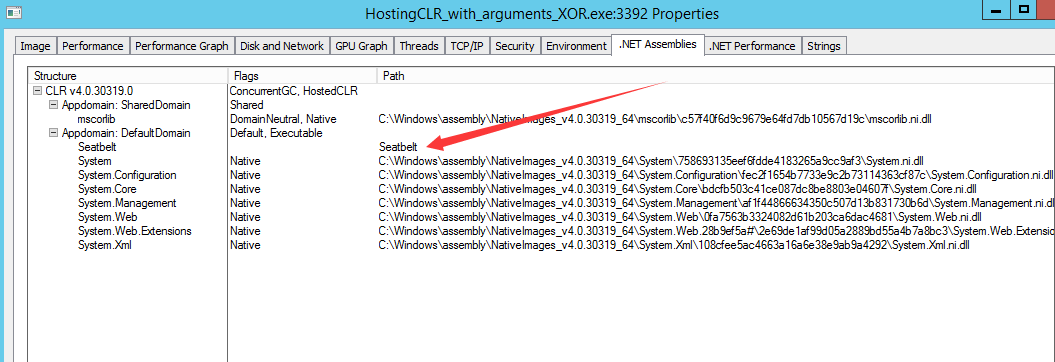 HostingCLR_with_arguments_XOR.exe:3392 Properties
Image Performance Performance Graph Disk and Network GPU Graph Threads TCP/IP Security Environment .NET Assemblies .NET Performance Strings
Structure Flags Path
CLR v4.0.30319.0 ConcurrentGC, HostedCLR
Appdomain: SharedDomain Shared
mscorlib DomainNeutral, Native C:\Windows\assembly\NativeImages_v4.0.30319_64\mscorlib\c57f40f6d9c9679e64fd7db10567d19c\mscorlib.ni.dll
Appdomain: DefaultDomain Default, Executable
Seatbelt Seatbelt
System Native C:\Windows\assembly\NativeImages_v4.0.30319_64\System\758693135eef6fdde4183265a9cc9af3\System.ni.dll
System.Configuration Native C:\Windows\assembly\NativeImages_v4.0.30319_64\System.Configuration\fec2f1654b7733e9c2b73114363cf87c\System.Configuration.ni.dll
System.Core Native C:\Windows\assembly\NativeImages_v4.0.30319_64\System.Core\bdcfb503c41ce087dc8be8803e04607f\System.Core.ni.dll
System.Management Native C:\Windows\assembly\NativeImages_v4.0.30319_64\System.Management\af1f44866634350c507d13b831730b6d\System.Management.ni.dll
System.Web Native C:\Windows\assembly\NativeImages_v4.0.30319_64\System.Web\0fa7563b3324082d61b203ca6dac4681\System.Web.ni.dll
System.Web.Extensions Native C:\Windows\assembly\NativeImages_v4.0.30319_64\System.Web.28b9ef5a#\2e69de1af99d05a2889bd55a4b7a8bc3\System.Web.Extensio
System.Xml Native C:\Windows\assembly\NativeImages_v4.0.30319_64\System.Xml\108cfee5ac4663a16a6e38e9ab9a4292\System.Xml.ni.dll